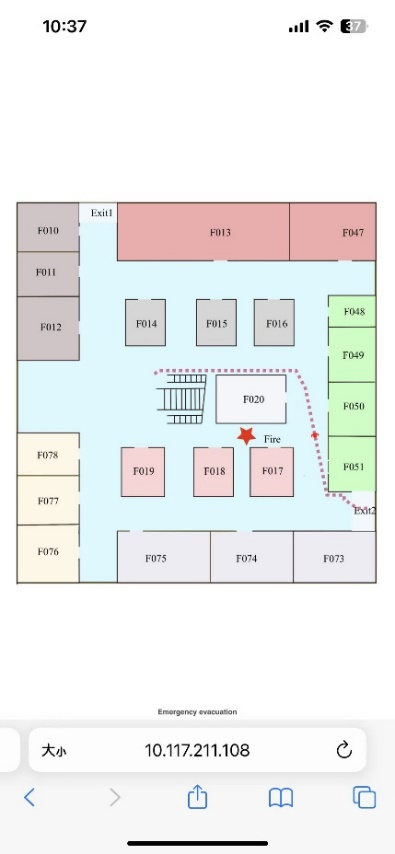 10:37
37
Exit1
F010
F013
F047
F011
F012
F014
F015
F016
F048
F049
F020
F050
Fire
F078
F019
F018
F017
F051
F077
Exit2
F076
F075
F074
F073
Emergency evacuation
大小
10.117.211.108